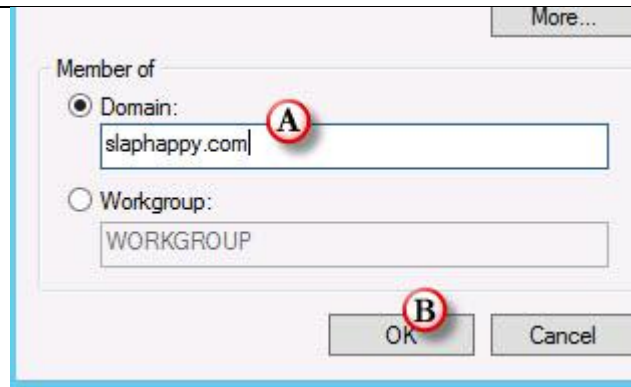 More...
Member of
Domain:
A
slaphappy.com
Workgroup:
WORKGROUP
B
OK Cancel